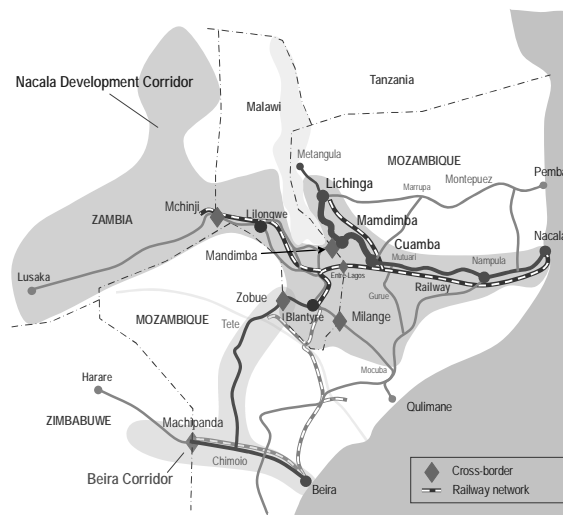 Tanzania
Nacala Development Corridor
Malawi
Metangula
MOZAMBIQUE
Pemba
Montepuez
Lichinga
Marrupa
Mchinji
Mamdimba
ZAMBIA
Lilongwe
Cuamba
Nacala
Mandimba
Mutuari
Nampula
Lusaka
Entre-Lagos
Railway
Zobue
Gurue
MOZAMBIQUE
Blantyre
Milange
Tete
Harare
Mocuba
Qulimane
ZIMBABUWE
Machipanda
Chimoio
Cross-border
Beira Corridor
Beira
Railway network